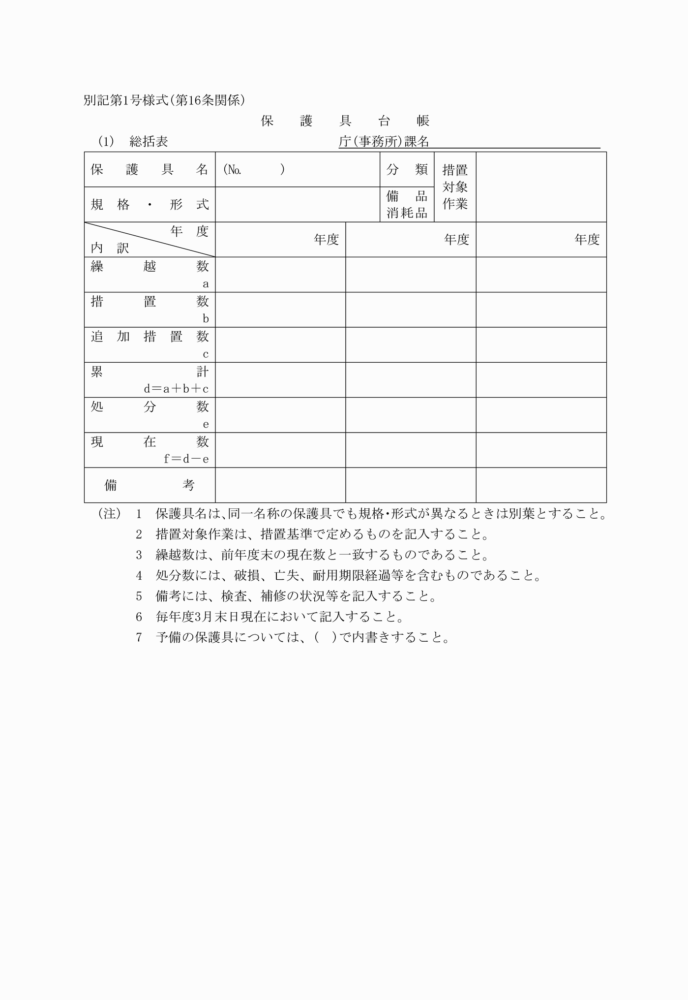 別記第1号様式(第16条関係)
保護具台帳
(1) 総括表 庁(事務所)課名
保護具名 (№ ) 分類 措置対象作業
規格・形式 備品 消耗品
年度
内訳 年度 年度 年度
繰越数
a
措置数
b
追加措置数
c
累計
d＝a＋b＋c
処分数
e
現在数
f＝d－e
備考
(注) 1 保護具名は、同一名称の保護具でも規格・形式が異なるときは別葉とすること。
2 措置対象作業は、措置基準で定めるものを記入すること。
3 繰越数は、前年度末の現在数と一致するものであること。
4 処分数には、破損、亡失、耐用期限経過等を含むものであること。
5 備考には、検査、補修の状況等を記入すること。
6 毎年度3月末日現在において記入すること。
7 予備の保護具については、( )で内書きすること。